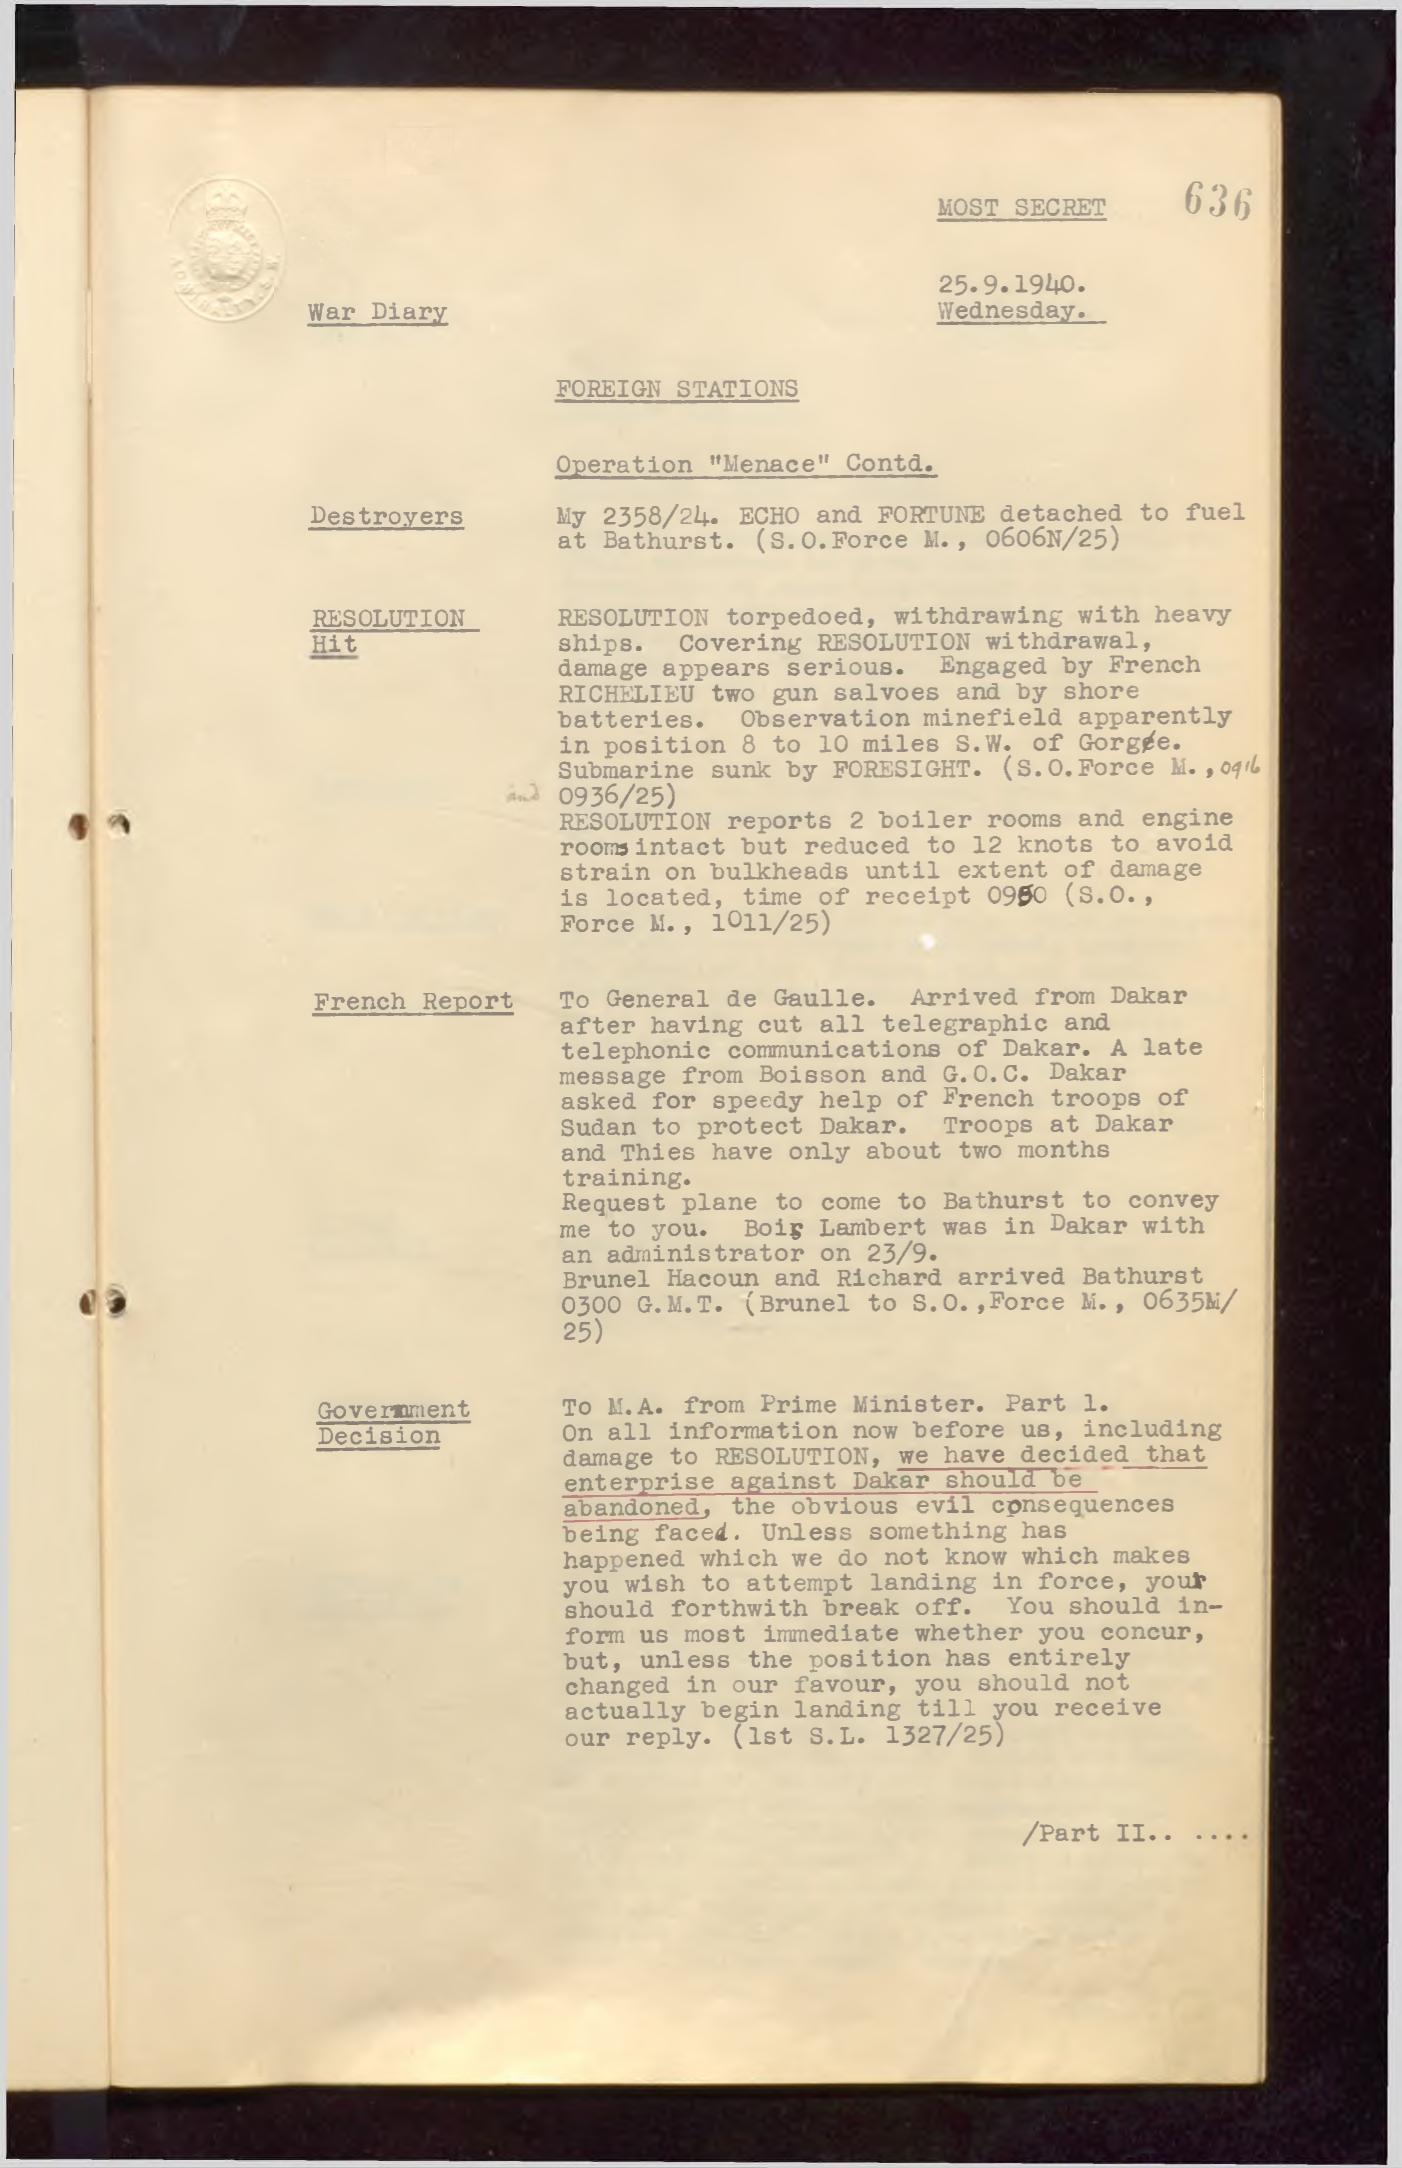 MOST SECRET 636
25.9.1940.
War Diary
Wednesday.
FOREIGN STATIONS
Operation "Menace" Contd.
Destroyers
My 2358/24. ECHO and FORTUNE detached to fuel
at Bathurst. (S.O.Force M., 0606N/25)
RESOLUTION
Hit
RESOLUTION torpedoed, withdrawing with heavy
ships. Covering RESOLUTION withdrawal,
damage appears serious. Engaged by French
RICHELIEU two gun salvoes and by shore
batteries. Observation minefield apparently
in position 8 to 10 miles S.W. of Gorgée.
Submarine sunk by FORESIGHT. (S.O.Force M., 0916
and 0936/25)
RESOLUTION reports 2 boiler rooms and engine
rooms intact but reduced to 12 knots to avoid
strain on bulkheads until extent of damage
is located, time of receipt 0950 (S.O.,
Force M., 1011/25)
French Report
To General de Gaulle. Arrived from Dakar
after having cut all telegraphic and
telephonic communications of Dakar. A late
message from Boisson and G.O.C. Dakar
asked for speedy help of French troops of
Sudan to protect Dakar. Troops at Dakar
and Thies have only about two months
training.
Request plane to come to Bathurst to convey
me to you. Bois Lambert was in Dakar with
an administrator on 23/9.
Brunel Hacoun and Richard arrived Bathurst
0300 G.M.T. (Brunel to S.O.,Force M., 0635M/
25)
Government
Decision
To M.A. from Prime Minister. Part 1.
On all information now before us, including
damage to RESOLUTION, we have decided that
enterprise against Dakar should be
abandoned, the obvious evil consequences
being faced. Unless something has
happened which we do not know which makes
you wish to attempt landing in force, your
should forthwith break off. You should in-
form us most immediate whether you concur,
but, unless the position has entirely
changed in our favour, you should not
actually begin landing till you receive
our reply. (1st S.L. 1327/25)
/Part II.. ....